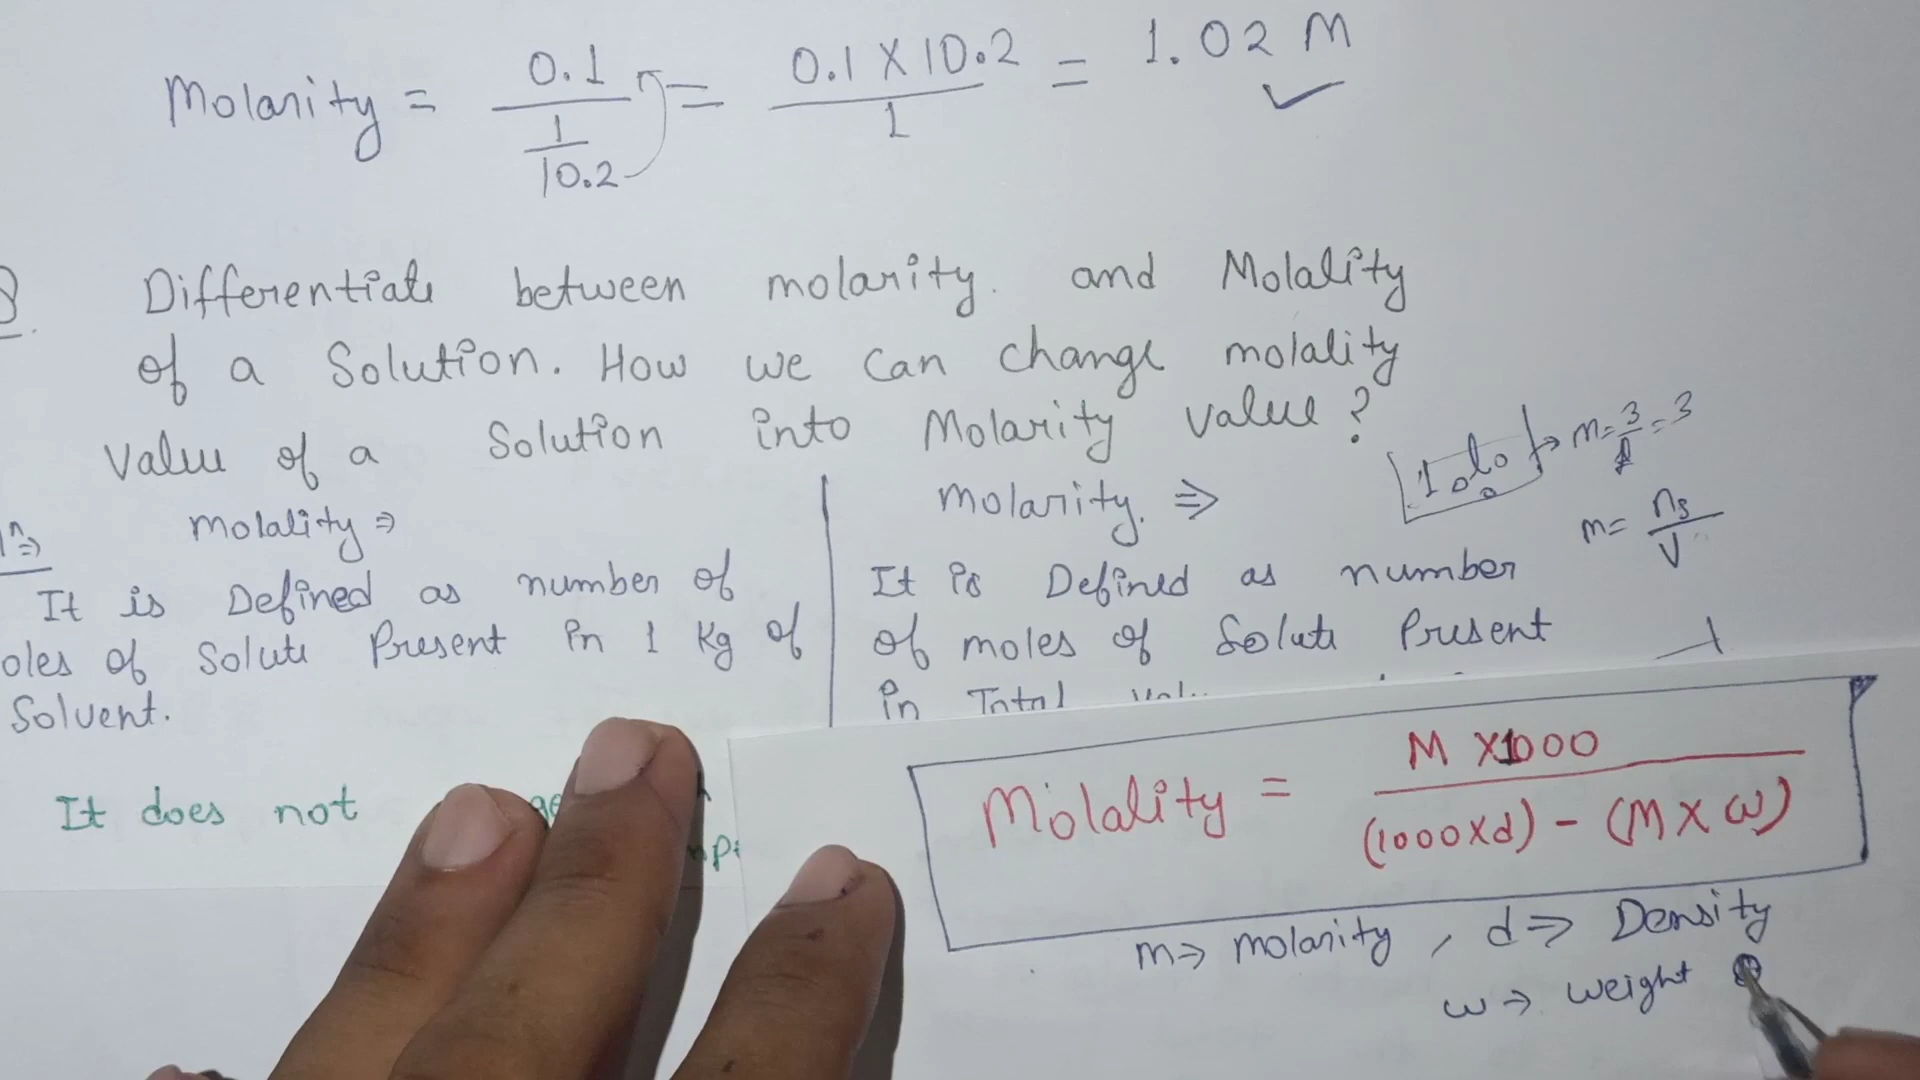 Molarity = 0.1 / (1 / 10.2) = 0.1 X 10.2 / 1 = 1.02 M ✓
Q. Differentiate between molarity. and Molality
of a Solution. How we can change molality
Value of a Solution into Molarity value?
molality ⇒
It is Defined as number of
oles of Solute Present in 1 Kg of
Solvent.
It does not
molarity. ⇒
It is Defined as number
of moles of Solute Present
in Total
→ m = 3/1 = 3
m = ns / V
Molality = M X1000 / (1000Xd) - (M X W)
m → molarity, d ⇒ Density
w → weight